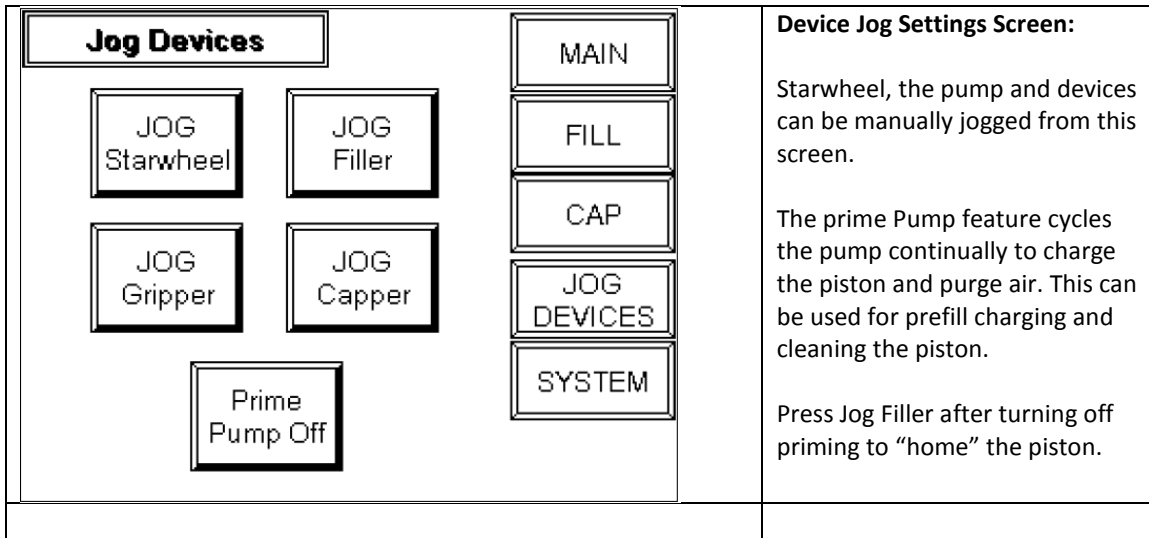 Jog Devices
JOG
Starwheel
JOG
Filler
JOG
Gripper
JOG
Capper
Prime
Pump Off
MAIN
FILL
CAP
JOG
DEVICES
SYSTEM
Device Jog Settings Screen:
Starwheel, the pump and devices
can be manually jogged from this
screen.
The prime Pump feature cycles
the pump continually to charge
the piston and purge air. This can
be used for prefill charging and
cleaning the piston.
Press Jog Filler after turning off
priming to “home” the piston.